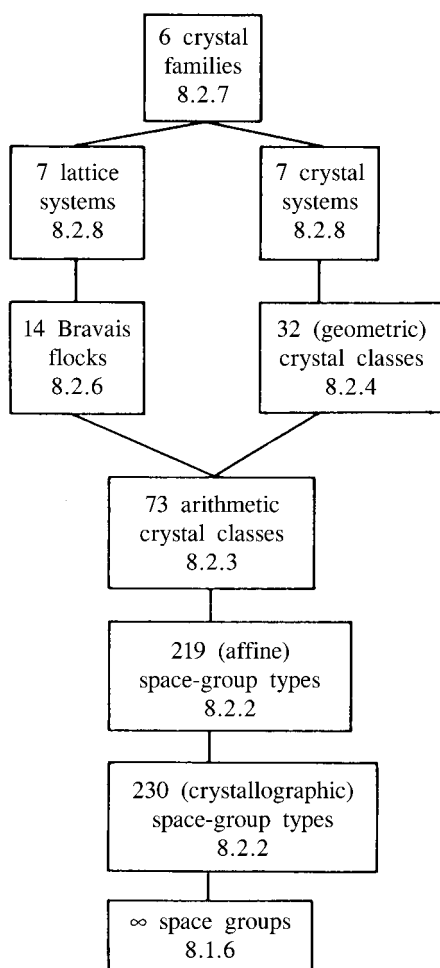 6 crystal
families
8.2.7
7 lattice
systems
8.2.8
7 crystal
systems
8.2.8
14 Bravais
flocks
8.2.6
32 (geometric)
crystal classes
8.2.4
73 arithmetic
crystal classes
8.2.3
219 (affine)
space-group types
8.2.2
230 (crystallographic)
space-group types
8.2.2
∞ space groups
8.1.6